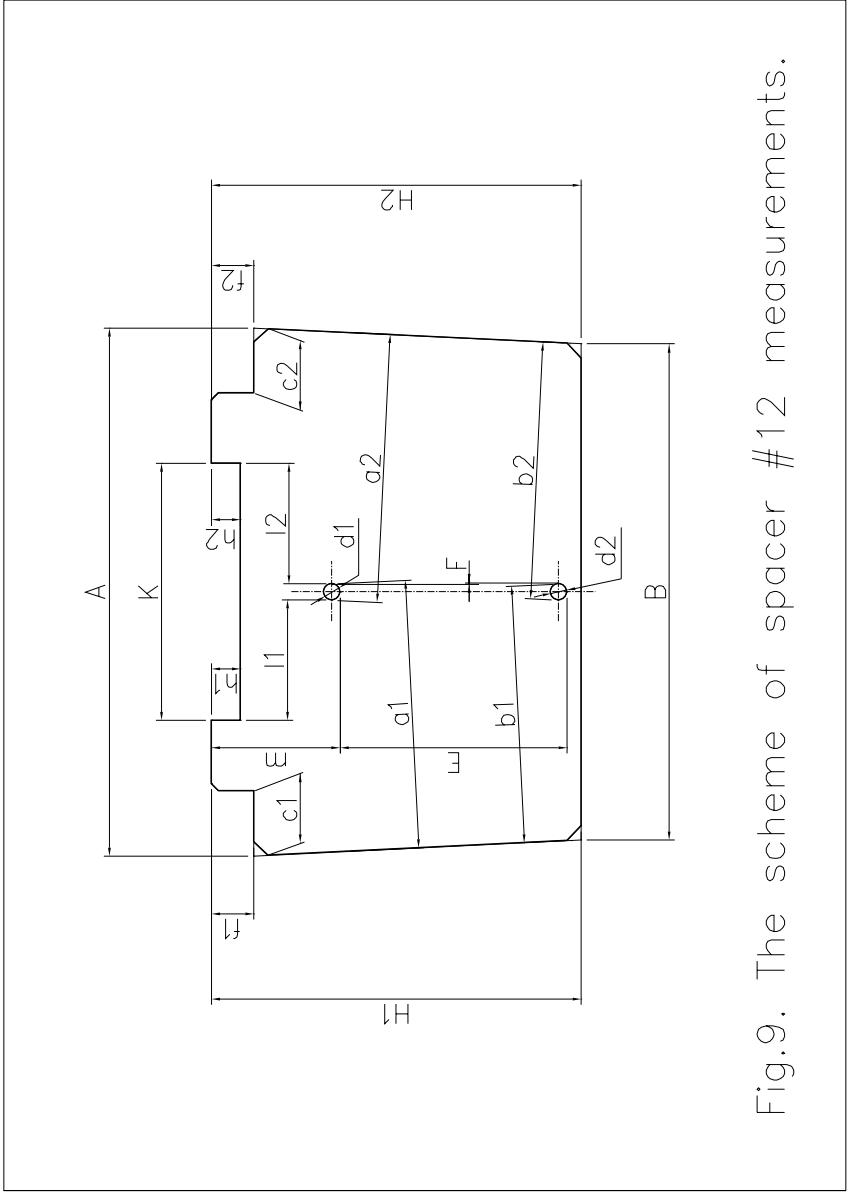 A
K
H2
f2
c2
h2
l2
a2
b2
d1
F
d2
B
h1
l1
a1
b1
m
E
c1
f1
H1
Fig.9. The scheme of spacer #12 measurements.